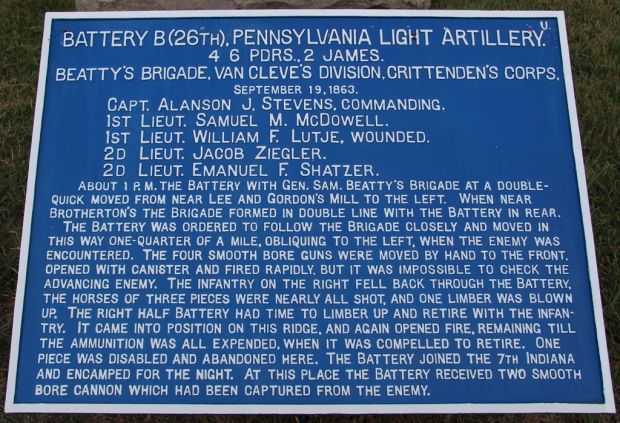 U
BATTERY B (26TH), PENNSYLVANIA LIGHT ARTILLERY.
4 6 PDRS., 2 JAMES.
BEATTY'S BRIGADE, VAN CLEVE'S DIVISION, CRITTENDEN'S CORPS.
SEPTEMBER 19, 1863.
CAPT. ALANSON J. STEVENS, COMMANDING.
1ST LIEUT. SAMUEL M. MCDOWELL.
1ST LIEUT. WILLIAM F. LUTJE, WOUNDED.
2D LIEUT. JACOB ZIEGLER.
2D LIEUT. EMANUEL F. SHATZER.
ABOUT 1 P.M. THE BATTERY WITH GEN. SAM. BEATTY'S BRIGADE AT A DOUBLE-
QUICK MOVED FROM NEAR LEE AND GORDON'S MILL TO THE LEFT. WHEN NEAR
BROTHERTON'S THE BRIGADE FORMED IN DOUBLE LINE WITH THE BATTERY IN REAR.
THE BATTERY WAS ORDERED TO FOLLOW THE BRIGADE CLOSELY AND MOVED IN
THIS WAY ONE-QUARTER OF A MILE, OBLIQUING TO THE LEFT, WHEN THE ENEMY WAS
ENCOUNTERED. THE FOUR SMOOTH BORE GUNS WERE MOVED BY HAND TO THE FRONT,
OPENED WITH CANISTER AND FIRED RAPIDLY, BUT IT WAS IMPOSSIBLE TO CHECK THE
ADVANCING ENEMY. THE INFANTRY ON THE RIGHT FELL BACK THROUGH THE BATTERY,
THE HORSES OF THREE PIECES WERE NEARLY ALL SHOT, AND ONE LIMBER WAS BLOWN
UP. THE RIGHT HALF BATTERY HAD TIME TO LIMBER UP AND RETIRE WITH THE INFAN-
TRY. IT CAME INTO POSITION ON THIS RIDGE, AND AGAIN OPENED FIRE, REMAINING TILL
THE AMMUNITION WAS ALL EXPENDED, WHEN IT WAS COMPELLED TO RETIRE. ONE
PIECE WAS DISABLED AND ABANDONED HERE. THE BATTERY JOINED THE 7TH INDIANA
AND ENCAMPED FOR THE NIGHT. AT THIS PLACE THE BATTERY RECEIVED TWO SMOOTH
BORE CANNON WHICH HAD BEEN CAPTURED FROM THE ENEMY.